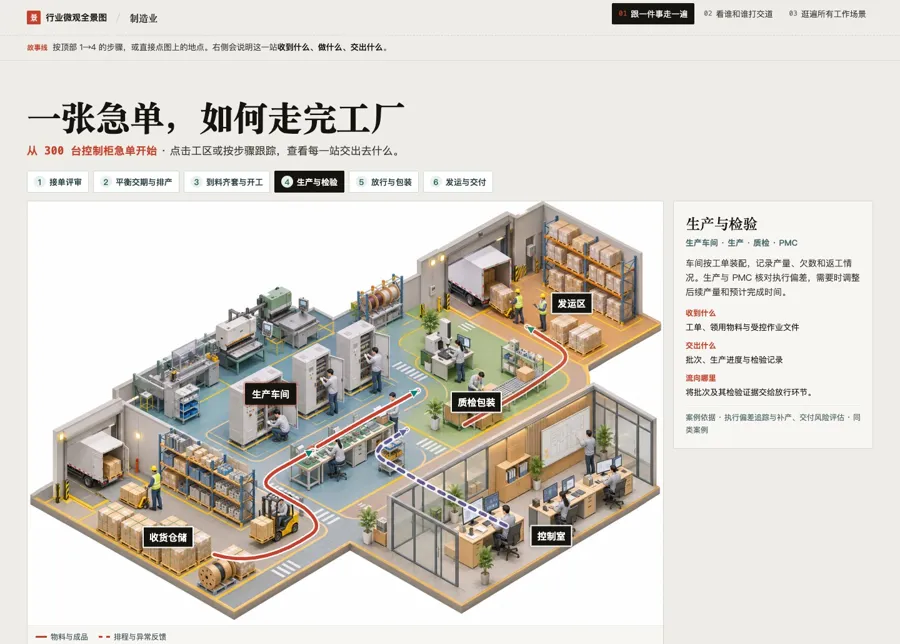 景 行业微观全景图 / 制造业
01 跟一件事走一遍 02 看谁和谁打交道 03 逛遍所有工作场景
故事线 按顶部 1→4 的步骤，或直接点图上的地点。右侧会说明这一站收到什么、做什么、交出什么。
一张急单，如何走完工厂
从 300 台控制柜急单开始 · 点击工区或按步骤跟踪，查看每一站交出去什么。
1 接单评审 2 平衡交期与排产 3 到料齐套与开工 4 生产与检验 5 放行与包装 6 发运与交付
发运区
生产车间
质检包装
收货仓储
控制室
物料与成品 排程与异常反馈
生产与检验
生产车间 · 生产 · 质检 · PMC
车间按工单装配，记录产量、欠数和返工情
况。生产与 PMC 核对执行偏差，需要时调整
后续产量和预计完成时间。
收到什么
工单、领用物料与受控作业文件
交出什么
批次、生产进度与检验记录
流向哪里
将批次及其检验证据交给放行环节。
案例依据 · 执行偏差追踪与补产、交付风险评估 · 同
类案例